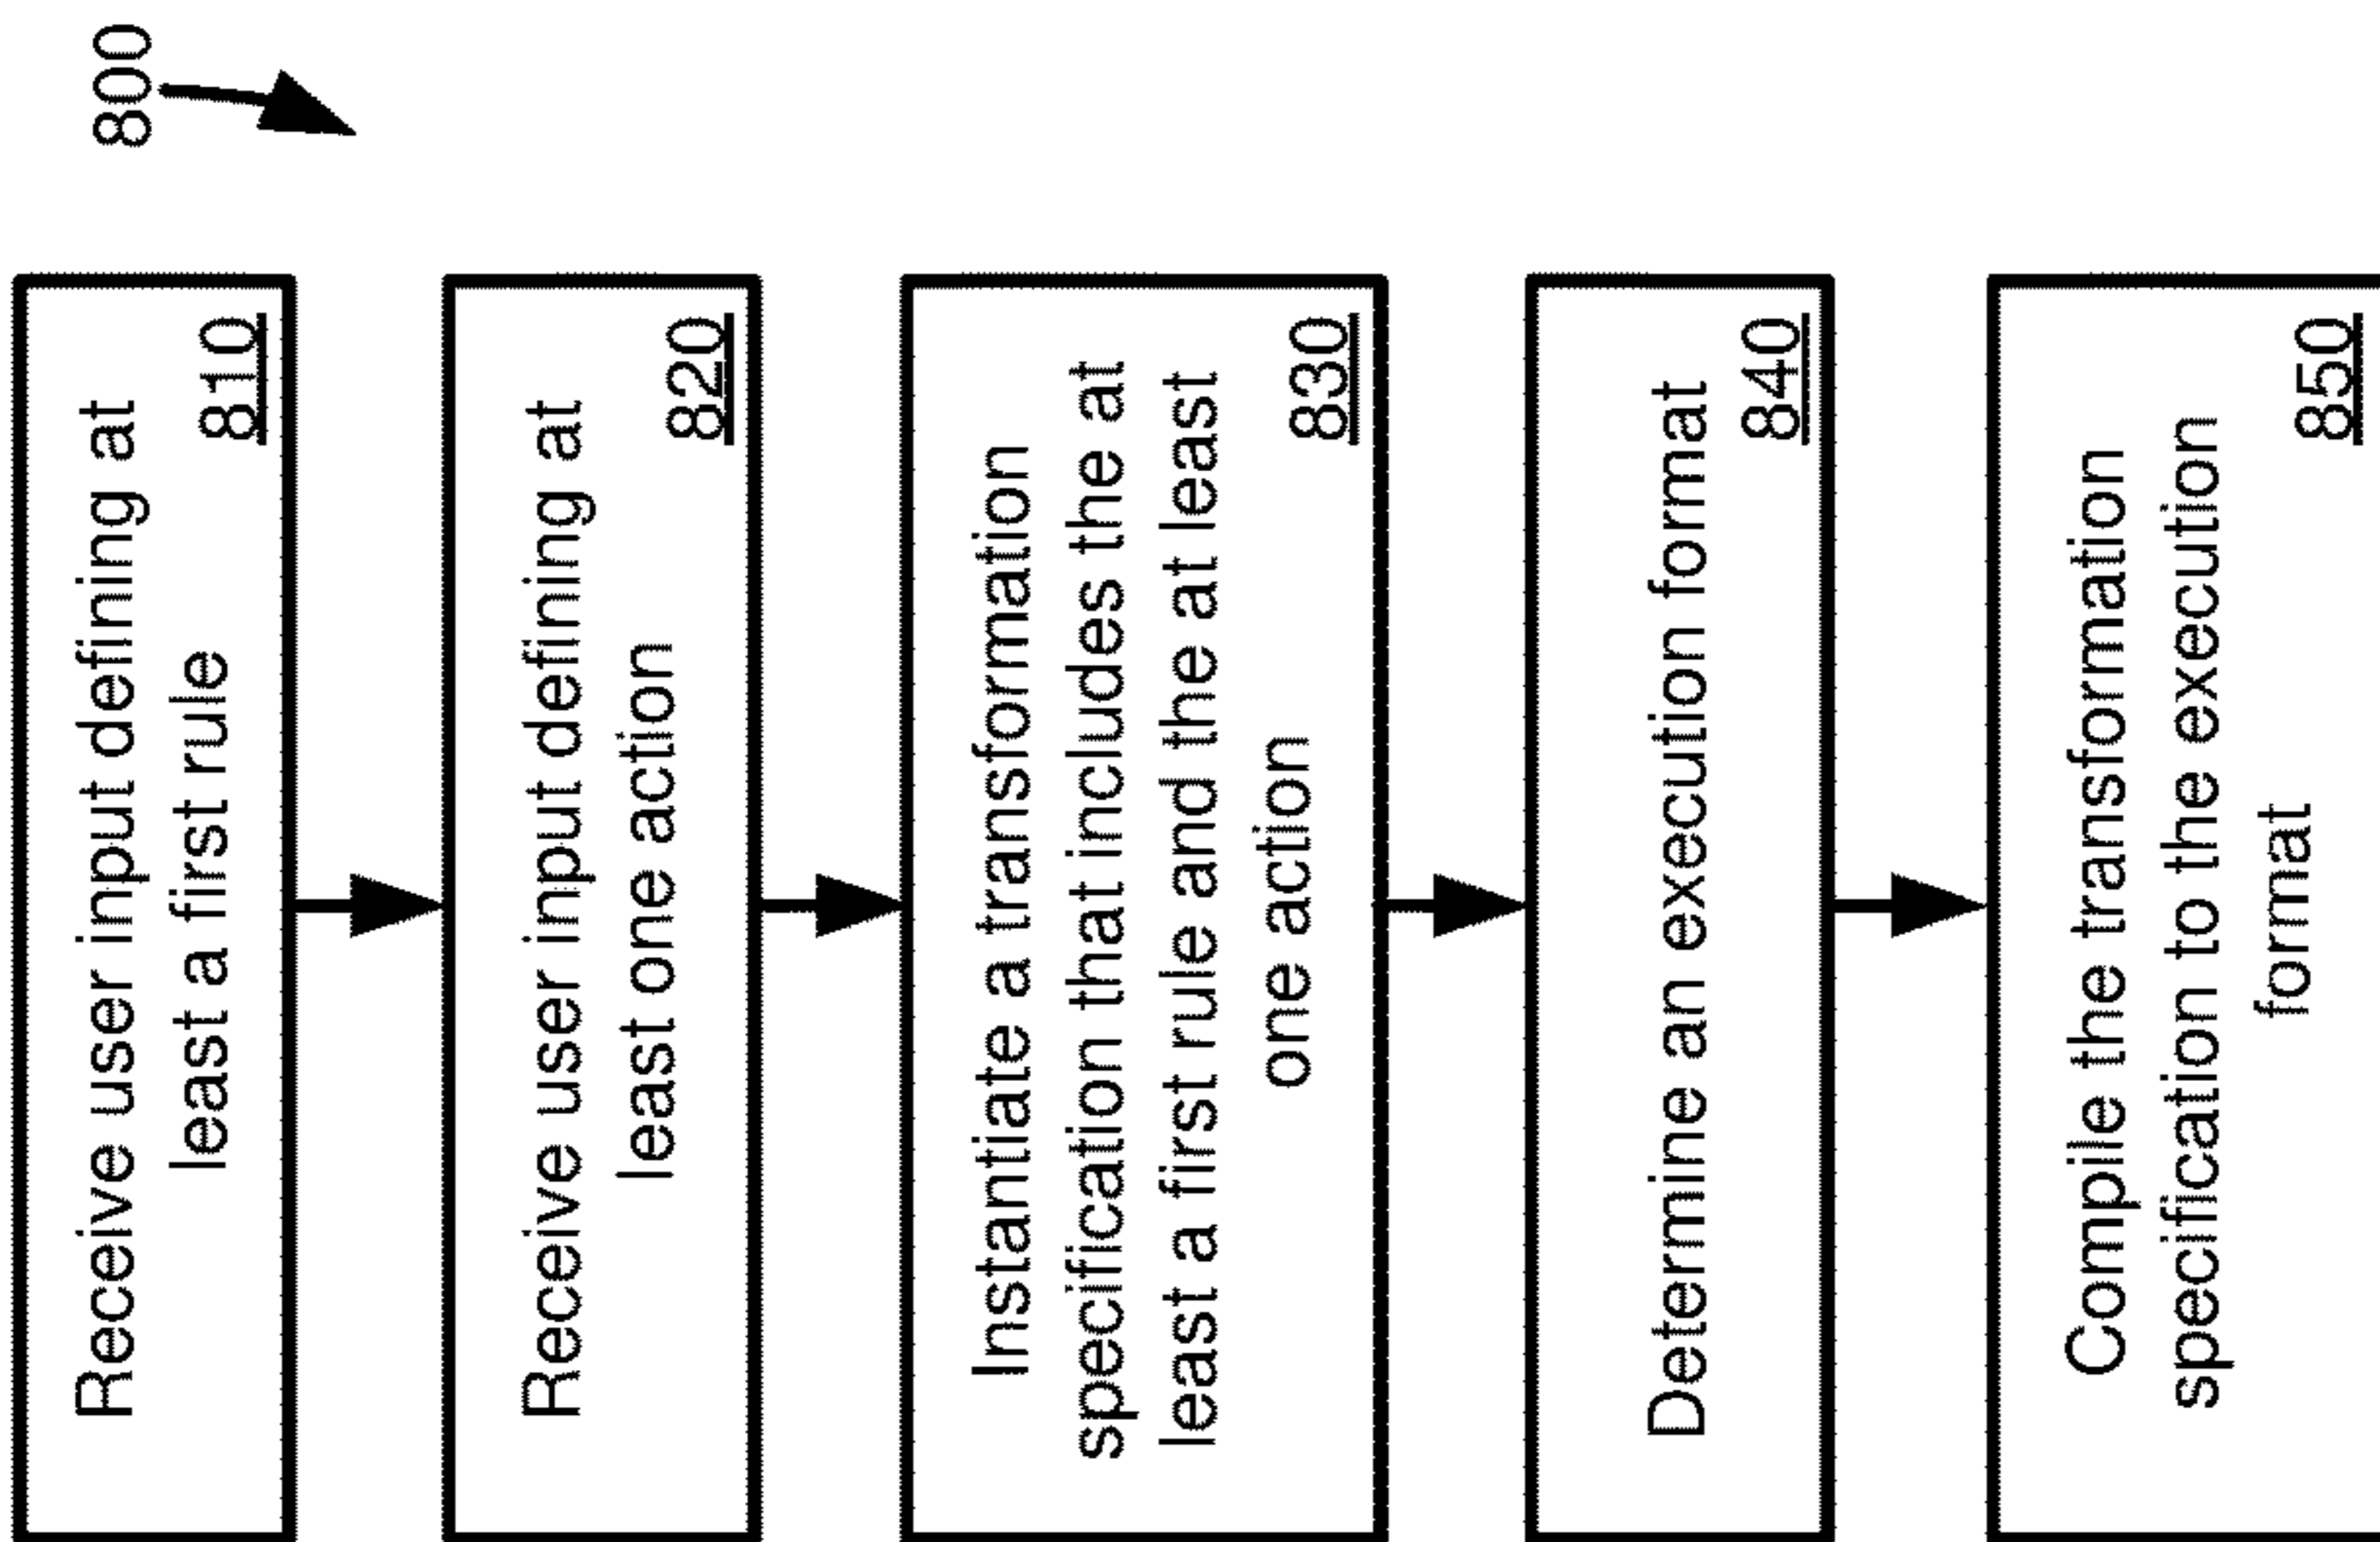 800
Receive user input defining at
least a first rule
810
Receive user input defining at
least one action
820
Instantiate a transformation
specification that includes the at
least a first rule and the at least
one action
830
Determine an execution format
840
Compile the transformation
specification to the execution
format
850